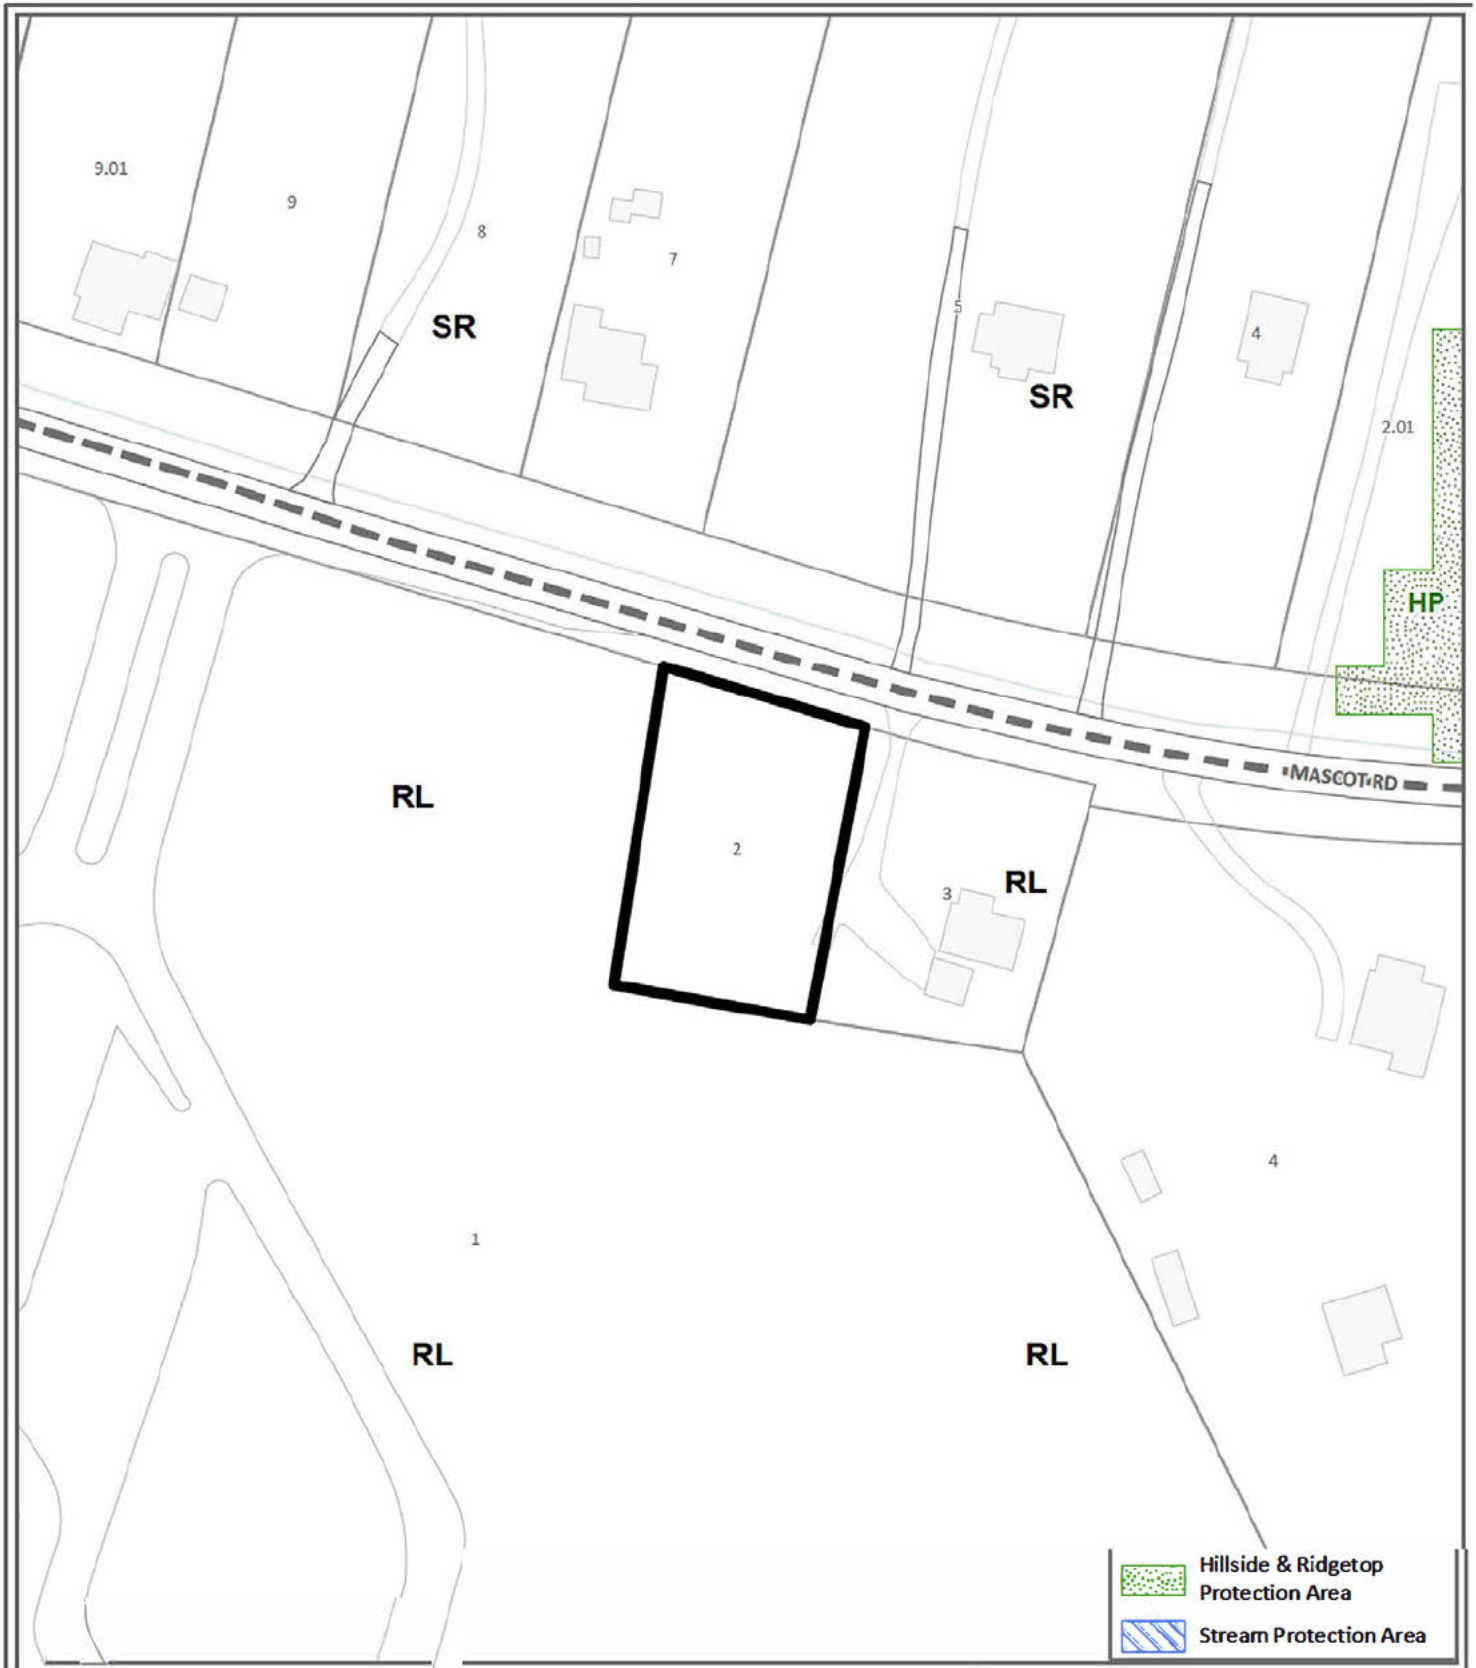 9.01
9
8
7
5
4
SR
SR
2.01
HP
MASCOT RD
RL
2
3
RL
4
1
RL
RL
Hillside & Ridgetop
Protection Area
Stream Protection Area